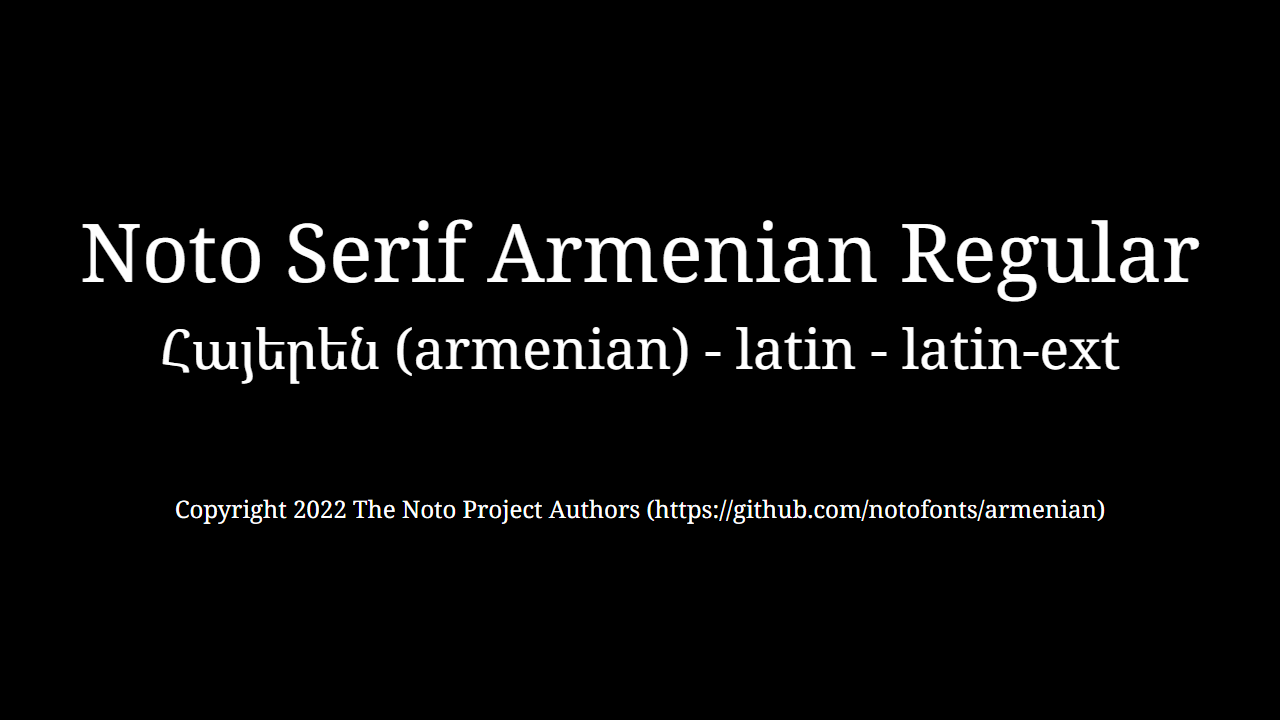 Noto Serif Armenian Regular
Հայերեն (armenian) - latin - latin-ext
Copyright 2022 The Noto Project Authors (https://github.com/notofonts/armenian)